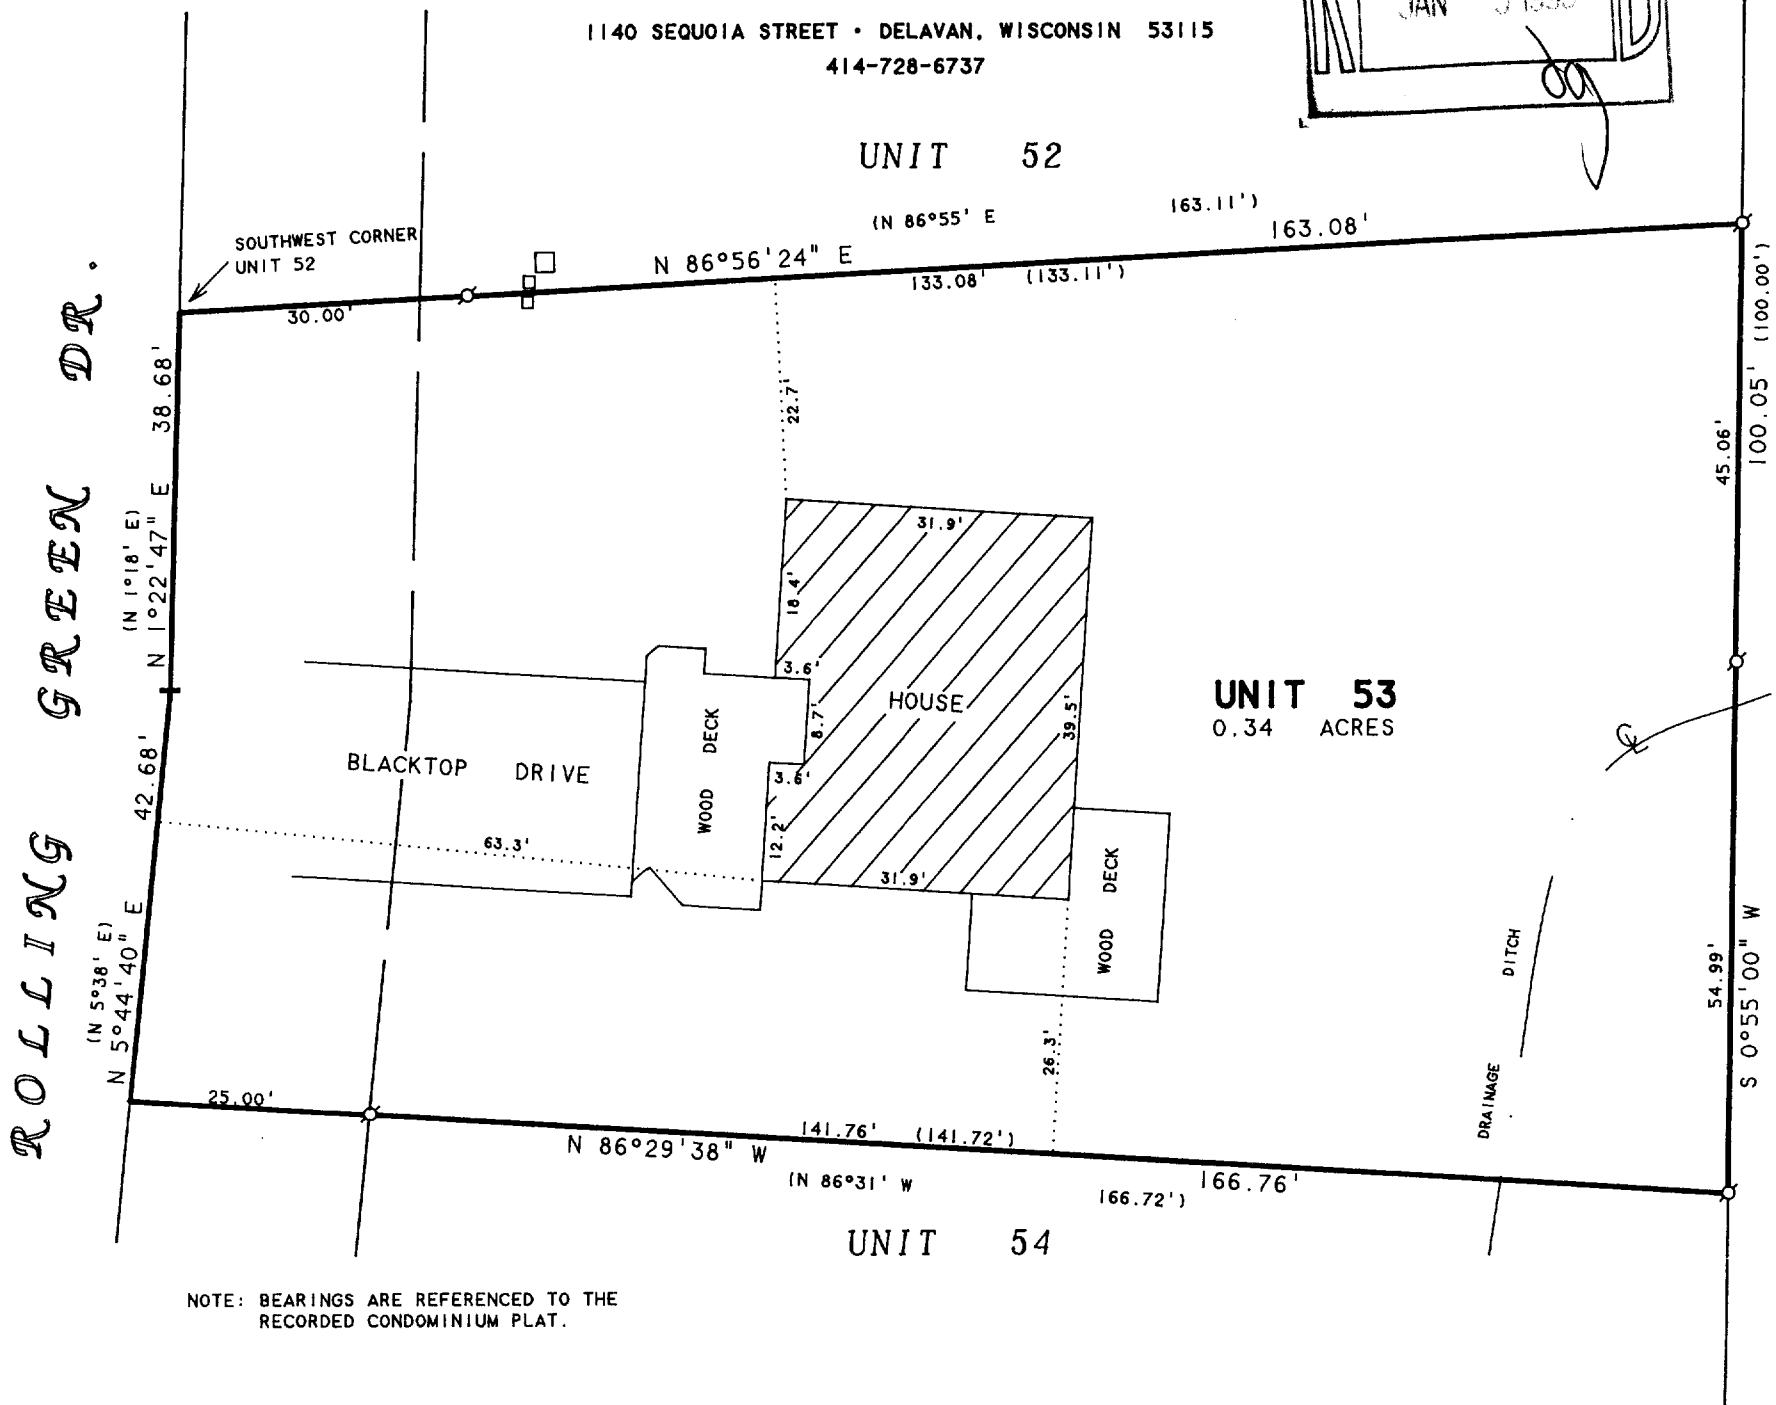 1140 SEQUOIA STREET • DELAVAN, WISCONSIN 53115
414-728-6737
JAN
UNIT 52
(N 86°55' E 163.11')
SOUTHWEST CORNER
UNIT 52
N 86°56'24" E 163.08'
30.00'
133.08' (133.11')
ROLLING GREEN DR.
38.68'
(N 1°18' E)
N 1°22'47" E
42.68'
(N 5°38' E)
N 5°44'40" E
22.7'
31.9'
18.4'
3.6'
8.7'
3.6'
12.2'
HOUSE
39.5'
31.9'
BLACKTOP DRIVE
WOOD DECK
63.3'
WOOD DECK
26.3'
UNIT 53
0.34 ACRES
100.05' (100.00')
45.06'
54.99'
S 0°55'00" W
DRAINAGE DITCH
25.00'
141.76' (141.72')
N 86°29'38" W 166.76'
(N 86°31' W 166.72')
UNIT 54
NOTE: BEARINGS ARE REFERENCED TO THE
RECORDED CONDOMINIUM PLAT.